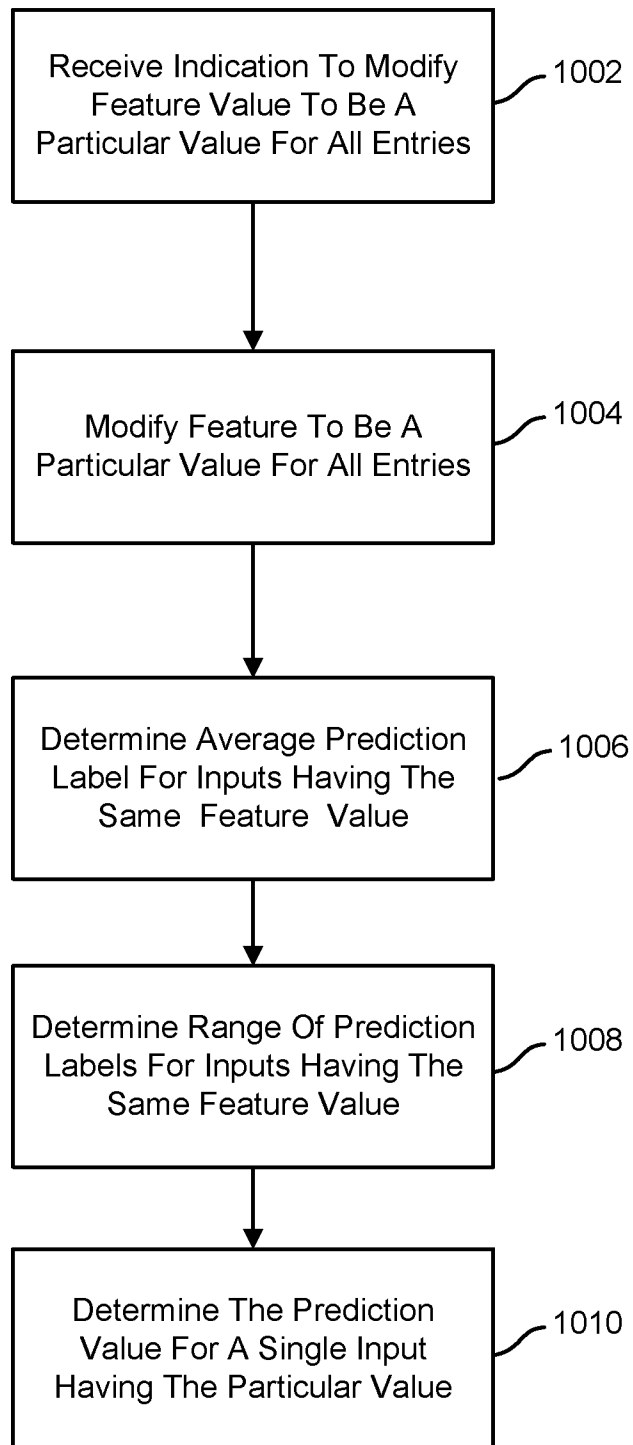 Receive Indication To Modify
Feature Value To Be A
Particular Value For All Entries
1002
Modify Feature To Be A
Particular Value For All Entries
1004
Determine Average Prediction
Label For Inputs Having The
Same Feature Value
1006
Determine Range Of Prediction
Labels For Inputs Having The
Same Feature Value
1008
Determine The Prediction
Value For A Single Input
Having The Particular Value
1010